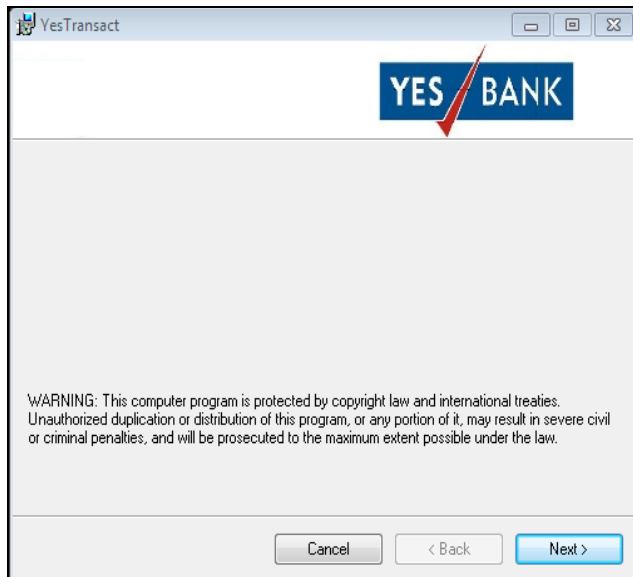 YesTransact
YES BANK
WARNING: This computer program is protected by copyright law and international treaties.
Unauthorized duplication or distribution of this program, or any portion of it, may result in severe civil
or criminal penalties, and will be prosecuted to the maximum extent possible under the law.
Cancel < Back Next >